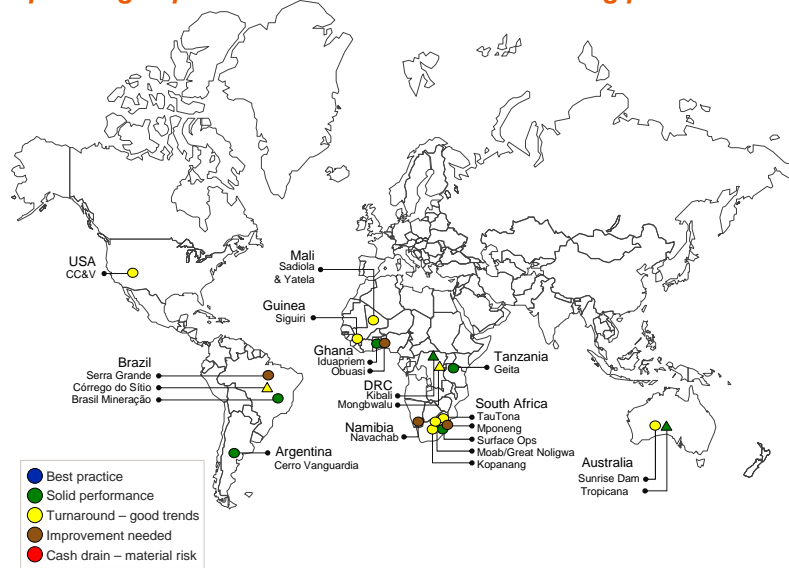 USA
CC&V
Mali
Sadiola
& Yatela
Guinea
Siguiri
Ghana
Iduapriem
Obuasi
Tanzania
Geita
Brazil
Serra Grande
Córrego do Sítio
Brasil Mineração
DRC
Kibali
Mongbwalu
South Africa
TauTona
Mponeng
Surface Ops
Moab/Great Noligwa
Kopanang
Namibia
Navachab
Argentina
Cerro Vanguardia
Australia
Sunrise Dam
Tropicana
Best practice
Solid performance
Turnaround – good trends
Improvement needed
Cash drain – material risk